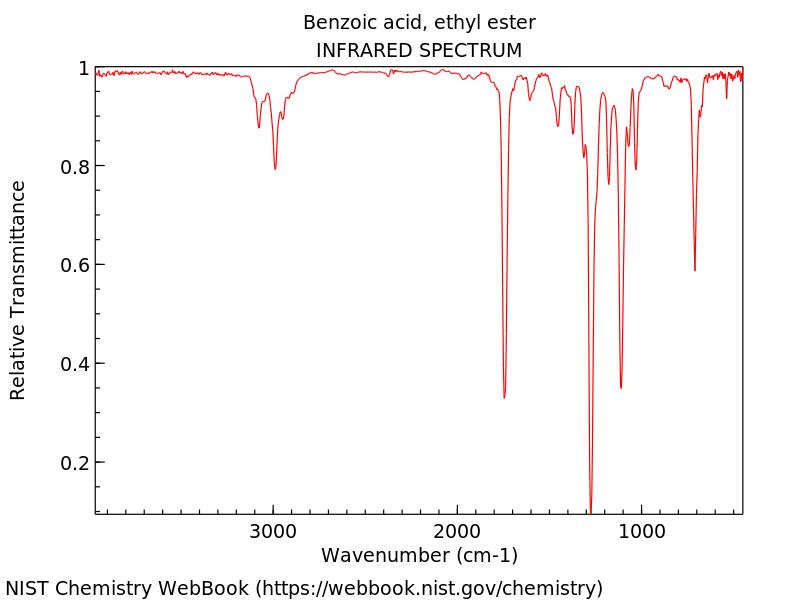 Benzoic acid, ethyl ester
INFRARED SPECTRUM
1
0.8
0.6
0.4
0.2
Relative Transmittance
3000 2000 1000
Wavenumber (cm-1)
NIST Chemistry WebBook (https://webbook.nist.gov/chemistry)